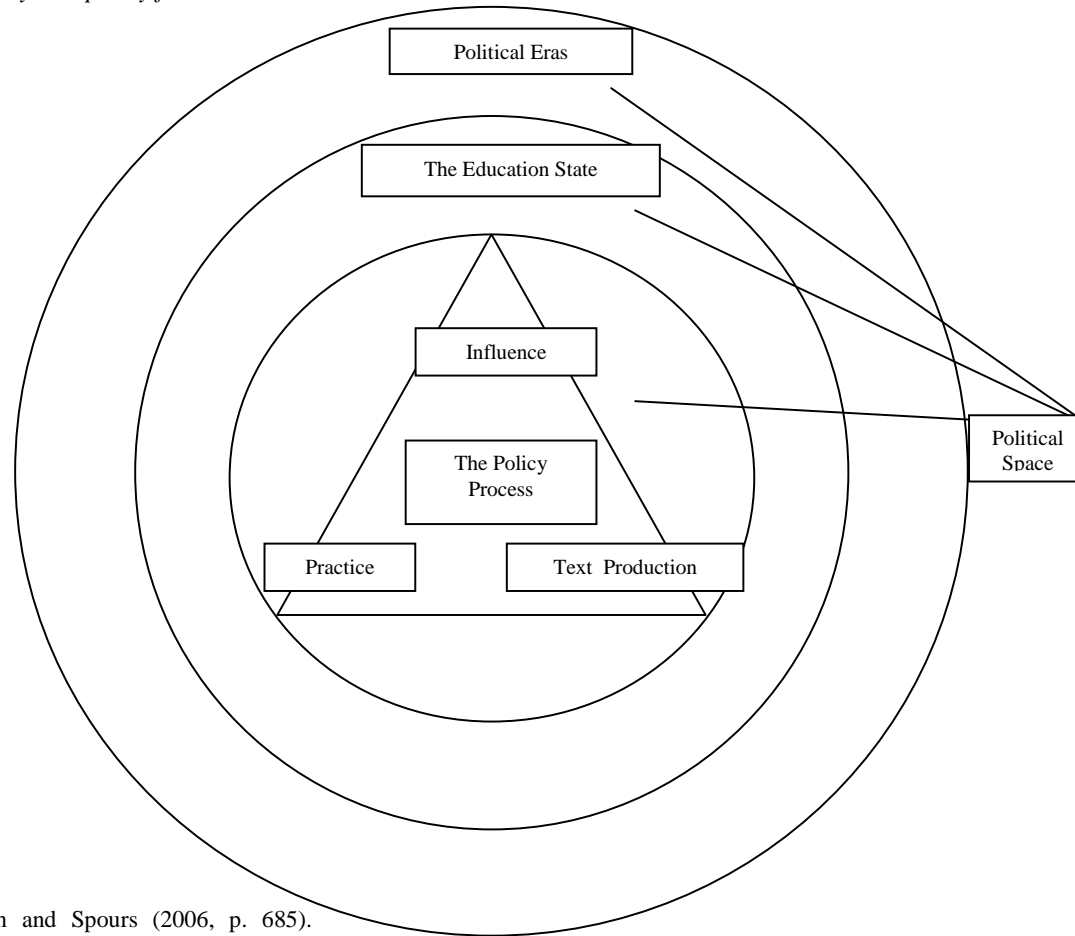 Political Eras
The Education State
Influence
Political
Space
The Policy
Process
Practice
Text Production
and Spours (2006, p. 685).